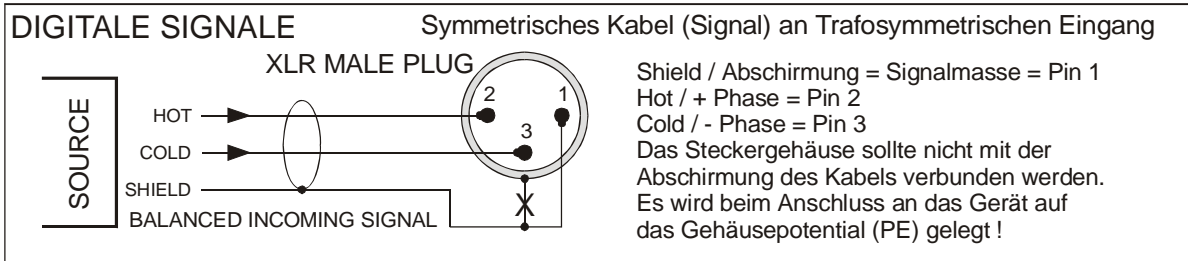 DIGITALE SIGNALE
Symmetrisches Kabel (Signal) an Trafosymmetrischen Eingang
XLR MALE PLUG
SOURCE
HOT
COLD
SHIELD
BALANCED INCOMING SIGNAL
2
1
3
X
Shield / Abschirmung = Signalmasse = Pin 1
Hot / + Phase = Pin 2
Cold / - Phase = Pin 3
Das Steckergehäuse sollte nicht mit der
Abschirmung des Kabels verbunden werden.
Es wird beim Anschluss an das Gerät auf
das Gehäusepotential (PE) gelegt !